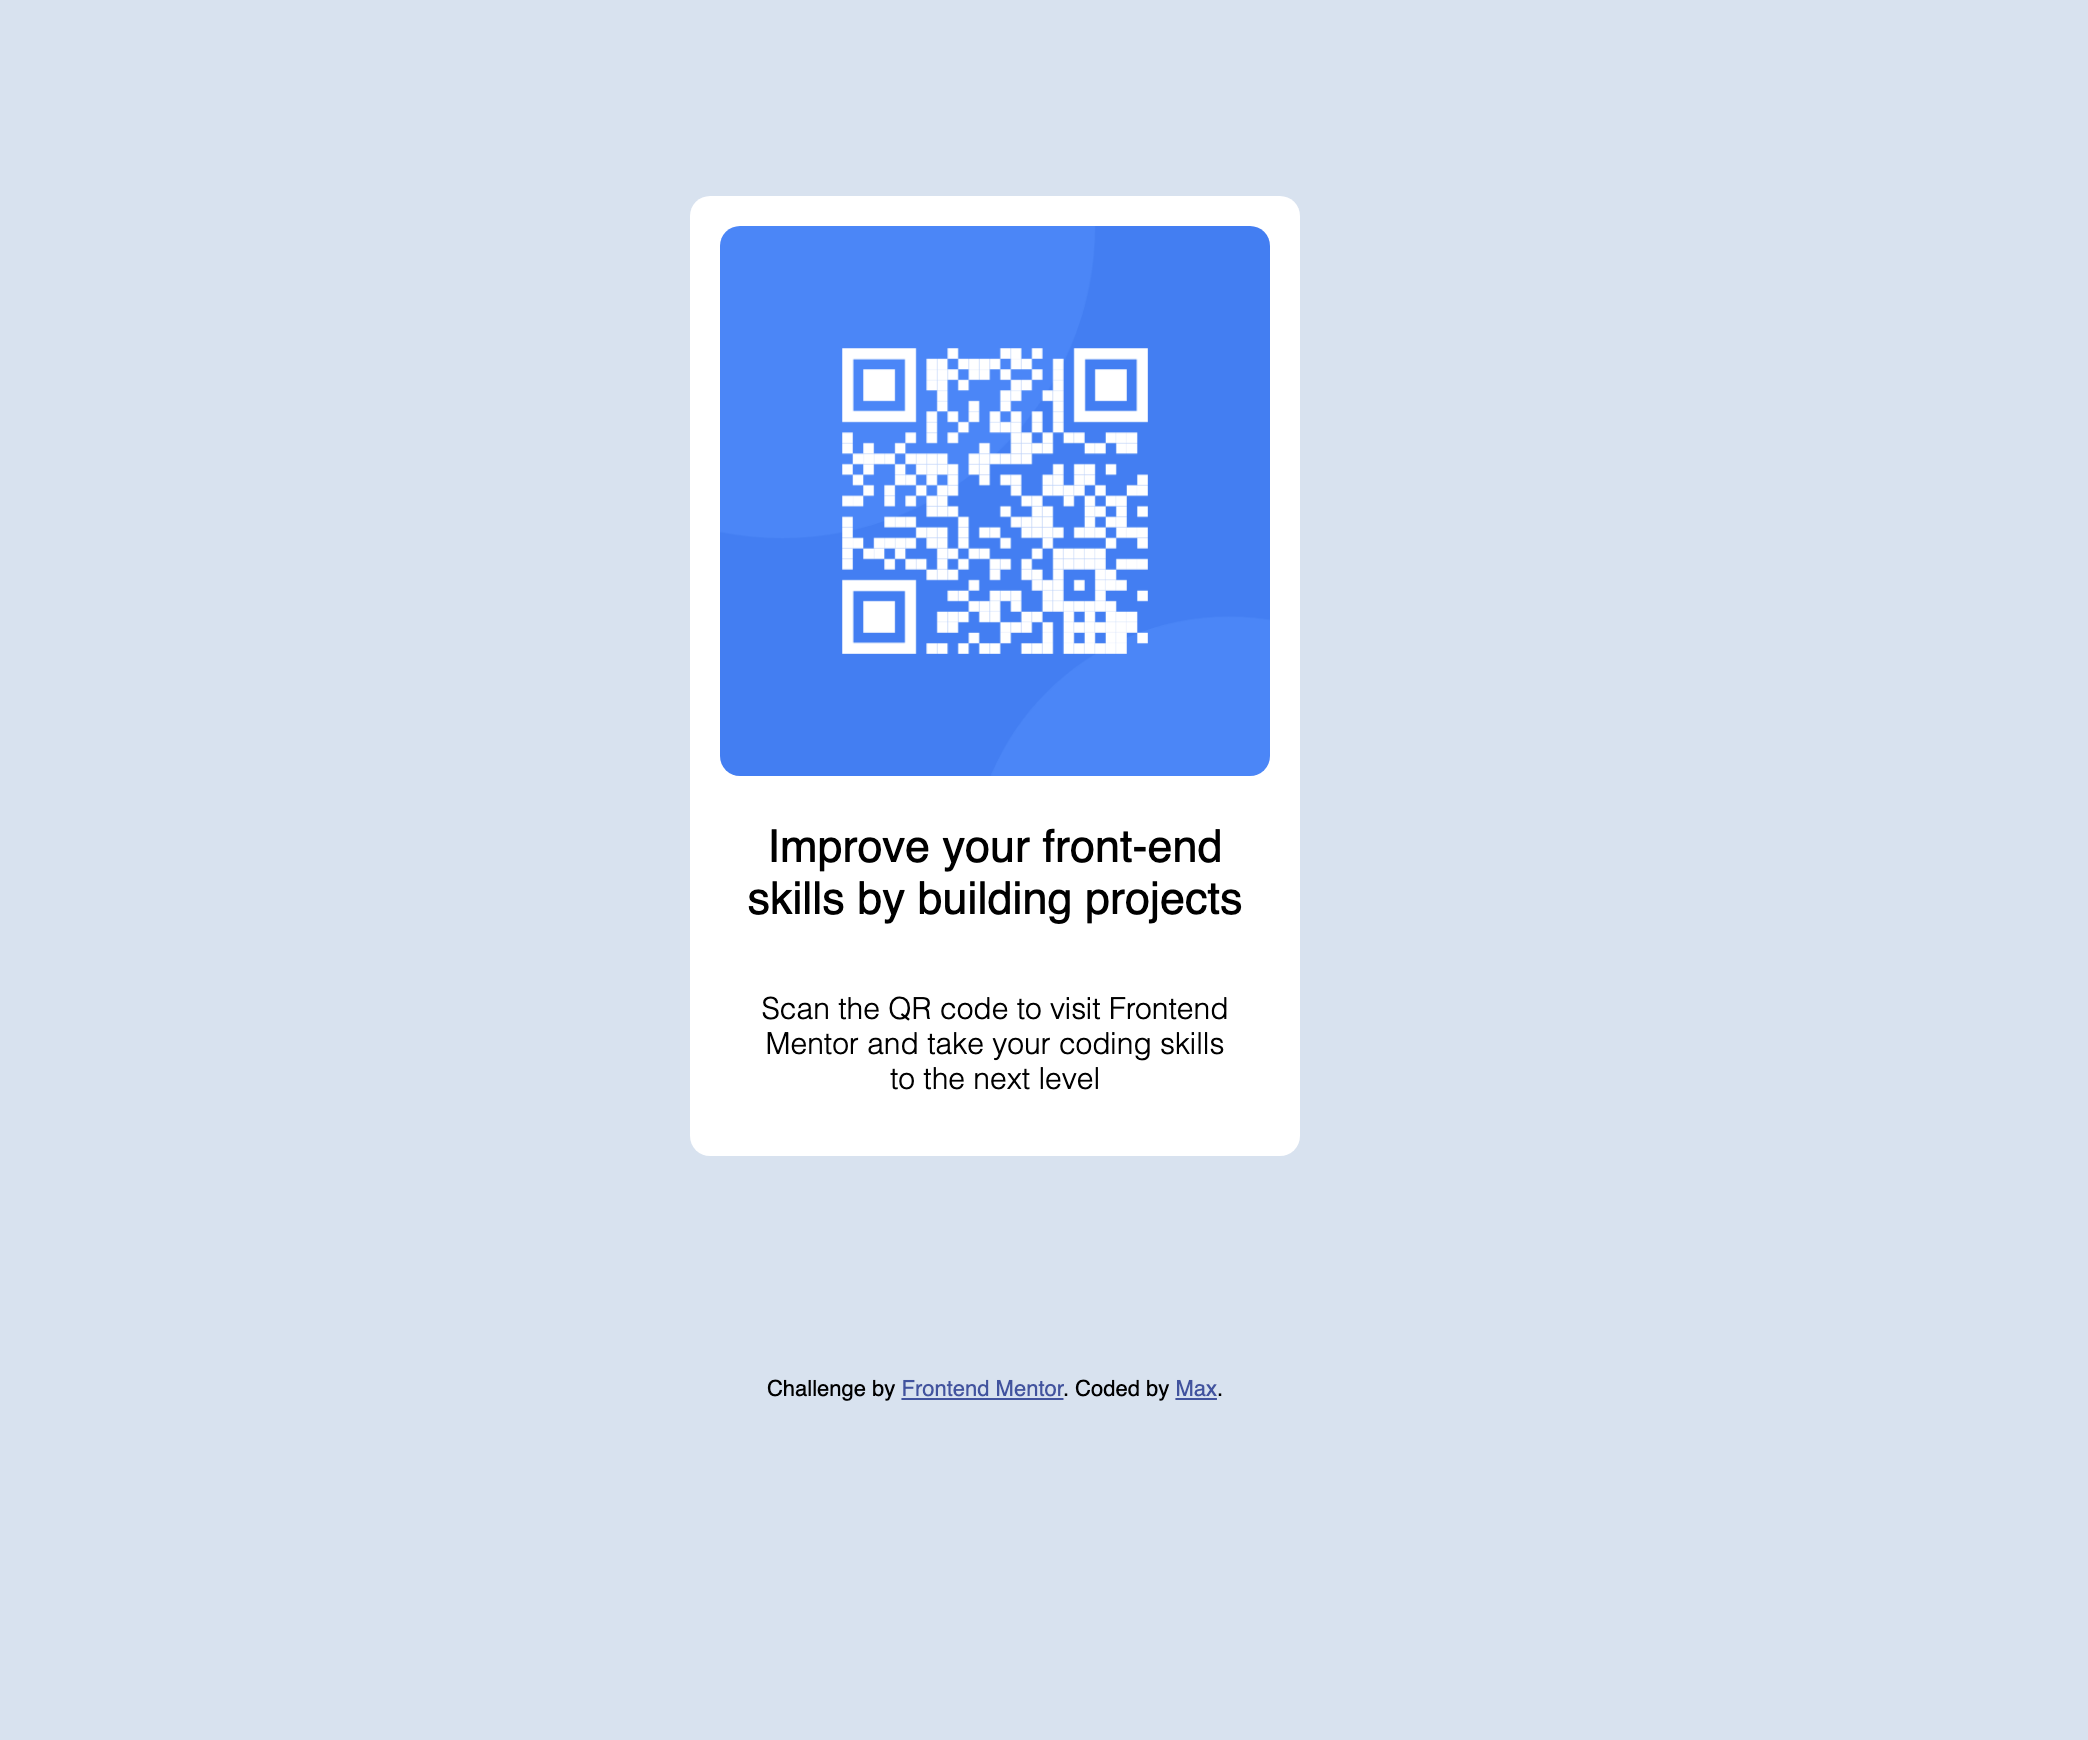 Improve your front-end
skills by building projects
Scan the QR code to visit Frontend
Mentor and take your coding skills
to the next level
Challenge by Frontend Mentor. Coded by Max.